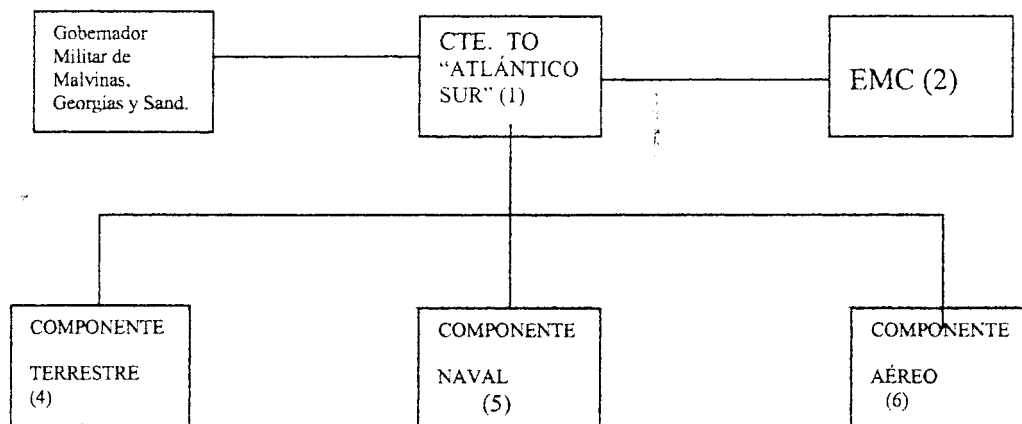 Gobernador
Militar de
Malvinas,
Georgias y Sand.
CTE. TO
“ATLÁNTICO
SUR” (1)
EMC (2)
COMPONENTE
TERRESTRE
(4)
COMPONENTE
NAVAL
(5)
COMPONENTE
AÉREO
(6)